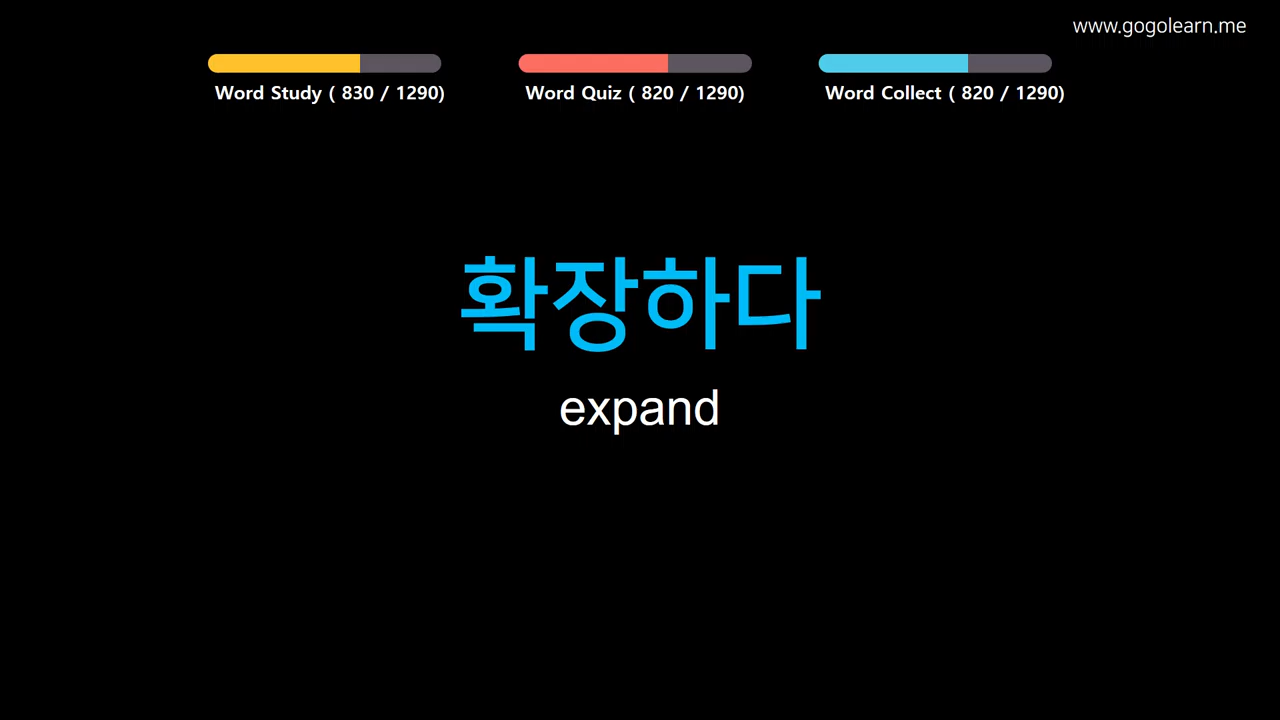 www.gogolearn.me
Word Study ( 830 / 1290)
Word Quiz ( 820 / 1290)
Word Collect ( 820 / 1290)
확장하다
expand